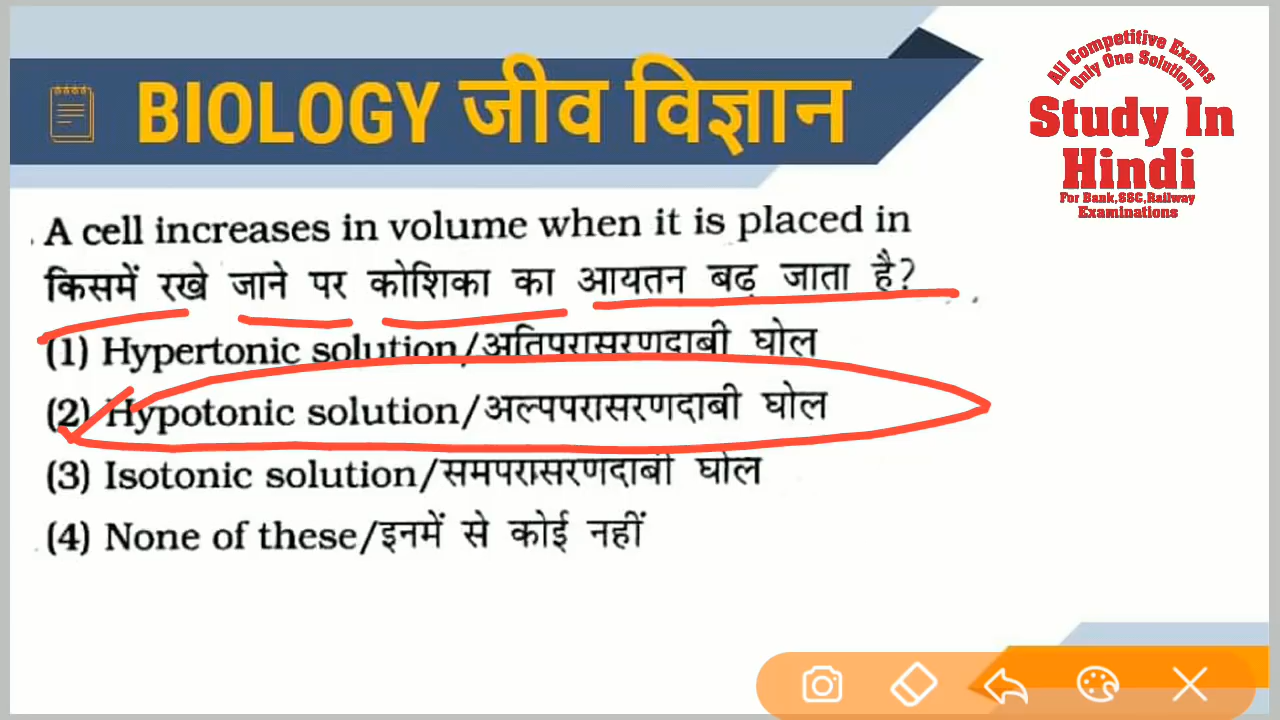 BIOLOGY जीव विज्ञान
All Competitive Exams
Only One Solution
Study In
Hindi
For Bank,SSC,Railway
Examinations
A cell increases in volume when it is placed in
किसमें रखे जाने पर कोशिका का आयतन बढ़ जाता है?
(1) Hypertonic solution/अतिपरासरणदाबी घोल
(2) Hypotonic solution/अल्पपरासरणदाबी घोल
(3) Isotonic solution/समपरासरणदाबी घोल
(4) None of these/इनमें से कोई नहीं